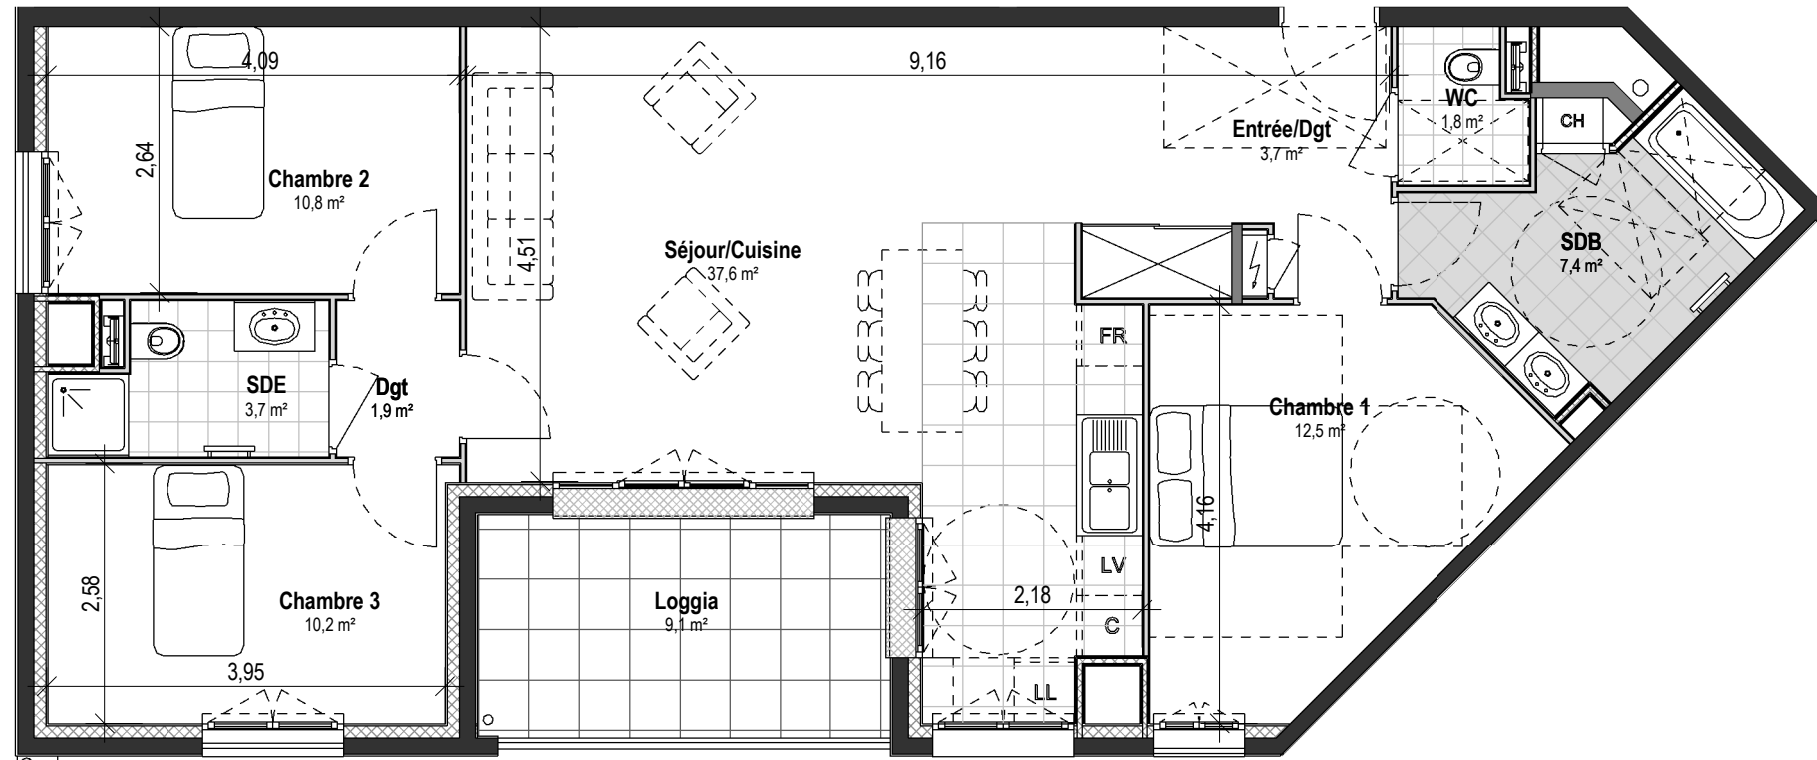 4,09
9,16
2,64
Chambre 2
10,8 m²
Séjour/Cuisine
37,6 m²
4,51
Entrée/Dgt
3,7 m²
WC
1,8 m²
CH
SDB
7,4 m²
SDE
3,7 m²
Dgt
1,9 m²
FR
Chambre 1
12,5 m²
4,16
LV
C
2,18
LL
Chambre 3
10,2 m²
2,58
3,95
Loggia
9,1 m²